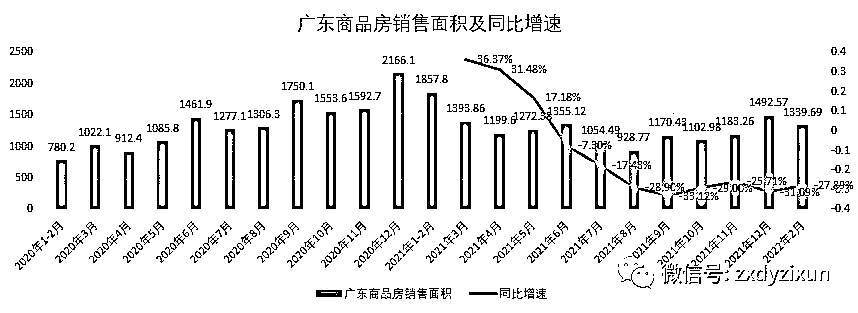 广东商品房销售面积及同比增速
2500
2000
1500
1000
500
0
0.4
0.3
0.2
0.1
0
-0.1
-0.2
-0.3
-0.4
780.2
1022.1
912.4
1085.8
1461.9
1277.1
1306.3
1750.1
1553.6
1592.7
2166.1
1857.8
1393.86
1199.6
1272.38
1355.12
1054.49
928.77
1170.43
1102.98
1183.26
1492.57
1339.69
36.37%
31.48%
17.18%
-7.30%
-17.43%
-28.90%
-33.12%
-29.00%
-25.71%
-31.09%
-27.89%
2020年1-2月
2020年3月
2020年4月
2020年5月
2020年6月
2020年7月
2020年8月
2020年9月
2020年10月
2020年11月
2020年12月
2021年1-2月
2021年3月
2021年4月
2021年5月
2021年6月
2021年7月
2021年8月
2021年9月
2021年10月
2021年11月
2021年12月
2022年2月
广东商品房销售面积
同比增速
微信号: zxdyzixun